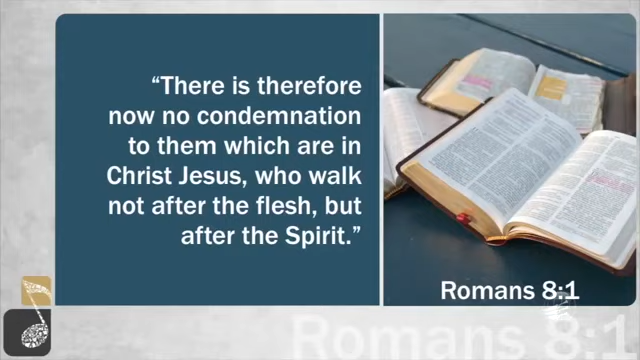 “There is therefore
now no condemnation
to them which are in
Christ Jesus, who walk
not after the flesh, but
after the Spirit.”
Romans 8:1
Romans 8:1